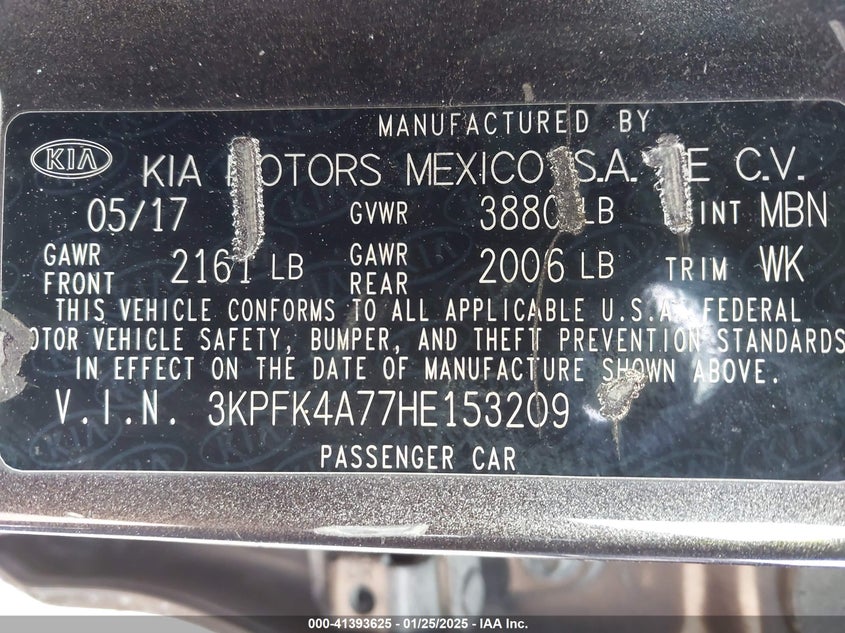 MANUFACTURED BY
KIA KIA OTORS MEXICO S.A. E C.V.
05/17 GVWR 3880 LB INT MBN
GAWR FRONT 2161 LB GAWR REAR 2006 LB TRIM WK
THIS VEHICLE CONFORMS TO ALL APPLICABLE U.S.A. FEDERAL
OTOR VEHICLE SAFETY, BUMPER, AND THEFT PREVENTION STANDARDS
IN EFFECT ON THE DATE OF MANUFACTURE SHOWN ABOVE.
V.I.N. 3KPFK4A77HE153209
PASSENGER CAR
000-41393625 - 01/25/2025 - IAA Inc.